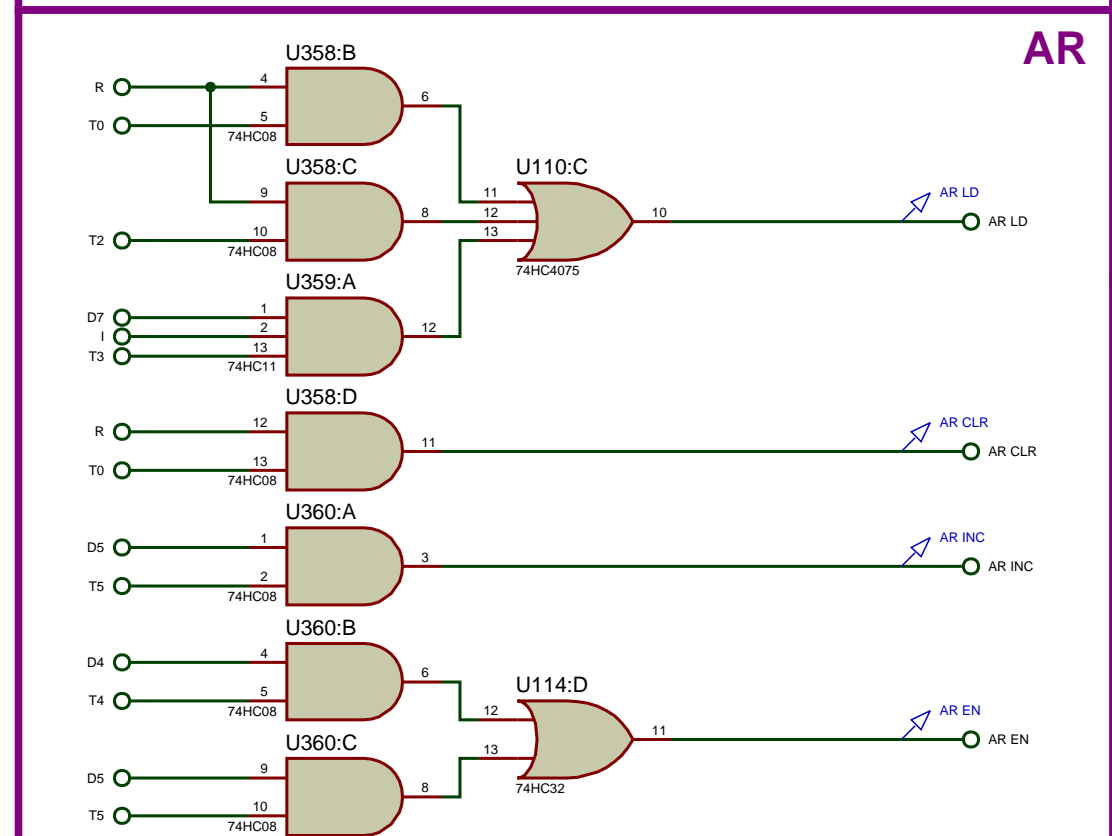 AR
U358:B
R
4
6
T0
5
74HC08
U358:C
U110:C
9
11
AR LD
8
12
10
AR LD
T2
10
13
74HC08
74HC4075
U359:A
D7
1
I
2
12
T3
13
74HC11
U358:D
R
12
AR CLR
11
AR CLR
T0
13
74HC08
U360:A
D5
1
AR INC
3
AR INC
T5
2
74HC08
U360:B
D4
4
6
U114:D
T4
5
12
AR EN
74HC08
11
AR EN
U360:C
13
D5
9
8
74HC32
T5
10
74HC08